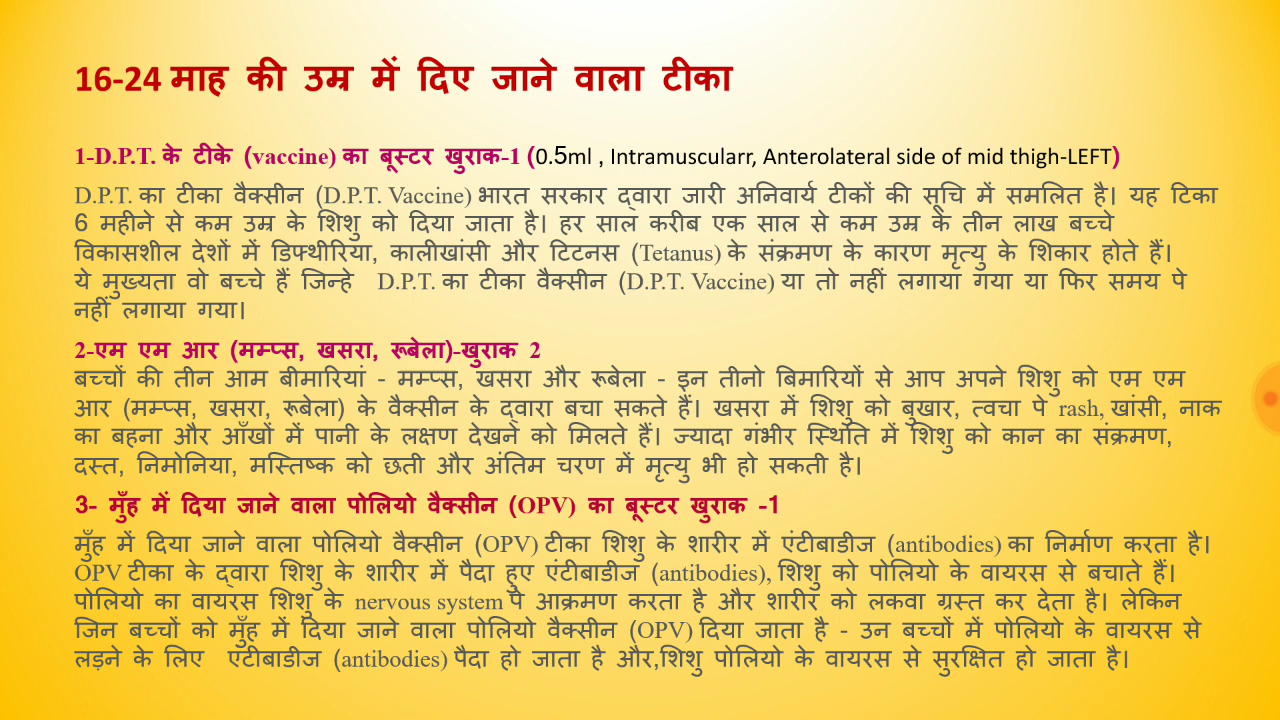 16-24 माह की उम्र में दिए जाने वाला टीका
1-D.P.T. के टीके (vaccine) का बूस्टर खुराक-1 (0.5ml , Intramuscularr, Anterolateral side of mid thigh-LEFT)
D.P.T. का टीका वैक्सीन (D.P.T. Vaccine) भारत सरकार द्वारा जारी अनिवार्य टीकों की सूचि में समलित है। यह टिका
6 महीने से कम उम्र के शिशु को दिया जाता है। हर साल करीब एक साल से कम उम्र के तीन लाख बच्चे
विकासशील देशों में डिफ्थीरिया, कालीखांसी और टिटनस (Tetanus) के संक्रमण के कारण मृत्यु के शिकार होते हैं।
ये मुख्यता वो बच्चे हैं जिन्हे D.P.T. का टीका वैक्सीन (D.P.T. Vaccine) या तो नहीं लगाया गया या फिर समय पे
नहीं लगाया गया।
2-एम एम आर (मम्प्स, खसरा, रूबेला)-खुराक 2
बच्चों की तीन आम बीमारियां - मम्प्स, खसरा और रूबेला - इन तीनो बिमारियों से आप अपने शिशु को एम एम
आर (मम्प्स, खसरा, रूबेला) के वैक्सीन के द्वारा बचा सकते हैं। खसरा में शिशु को बुखार, त्वचा पे rash, खांसी, नाक
का बहना और आँखों में पानी के लक्षण देखने को मिलते हैं। ज्यादा गंभीर स्थिति में शिशु को कान का संक्रमण,
दस्त, निमोनिया, मस्तिष्क को छती और अंतिम चरण में मृत्यु भी हो सकती है।
3- मुँह में दिया जाने वाला पोलियो वैक्सीन (OPV) का बूस्टर खुराक -1
मुँह में दिया जाने वाला पोलियो वैक्सीन (OPV) टीका शिशु के शारीर में एंटीबाडीज (antibodies) का निर्माण करता है।
OPV टीका के द्वारा शिशु के शारीर में पैदा हुए एंटीबाडीज (antibodies), शिशु को पोलियो के वायरस से बचाते हैं।
पोलियो का वायरस शिशु के nervous system पे आक्रमण करता है और शारीर को लकवा ग्रस्त कर देता है। लेकिन
जिन बच्चों को मुँह में दिया जाने वाला पोलियो वैक्सीन (OPV) दिया जाता है - उन बच्चों में पोलियो के वायरस से
लड़ने के लिए एंटीबाडीज (antibodies) पैदा हो जाता है और,शिशु पोलियो के वायरस से सुरक्षित हो जाता है।